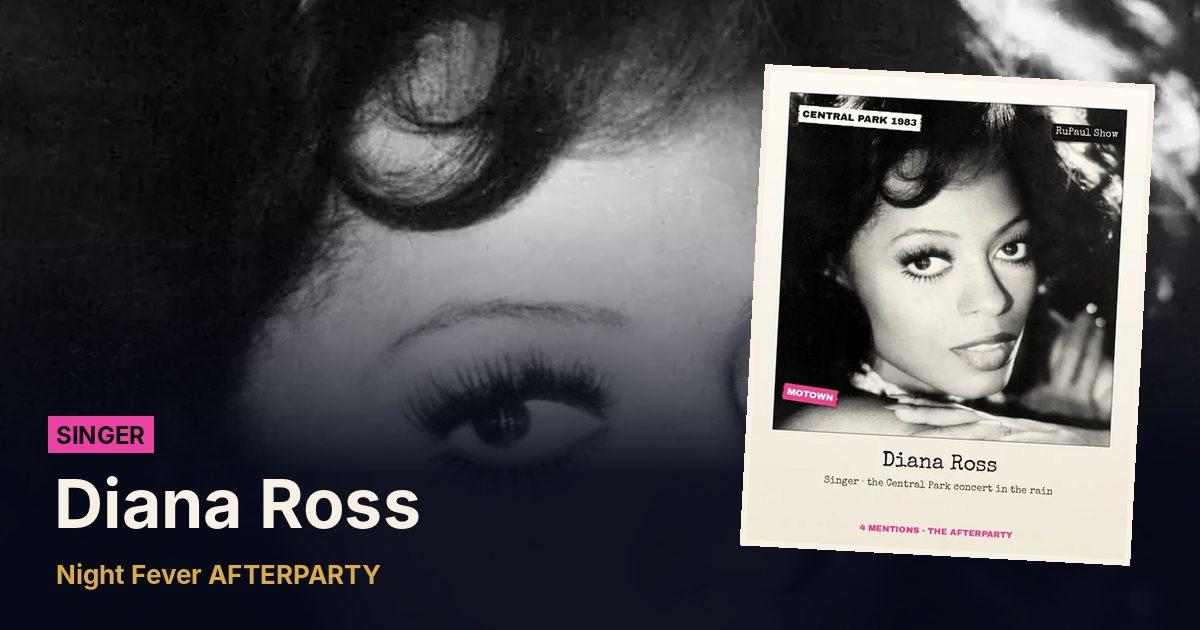 SINGER
Diana Ross
Night Fever AFTERPARTY
CENTRAL PARK 1983
RuPaul Show
MOTOWN
Diana Ross
Singer · the Central Park concert in the rain
4 MENTIONS · THE AFTERPARTY